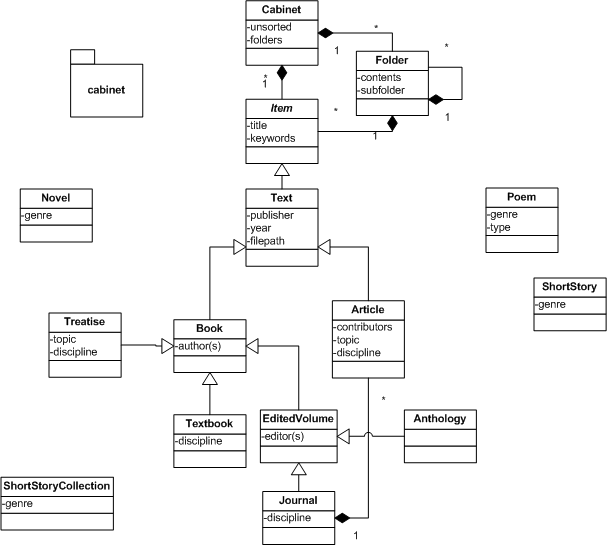 Cabinet
-unsorted
-folders
*
1
*
1
Folder
-contents
-subfolder
*
1
*
1
cabinet
Item
-title
-keywords
Text
-publisher
-year
-filepath
Novel
-genre
Poem
-genre
-type
ShortStory
-genre
Treatise
-topic
-discipline
Book
-author(s)
Article
-contributors
-topic
-discipline
*
1
Textbook
-discipline
EditedVolume
-editor(s)
Anthology
ShortStoryCollection
-genre
Journal
-discipline